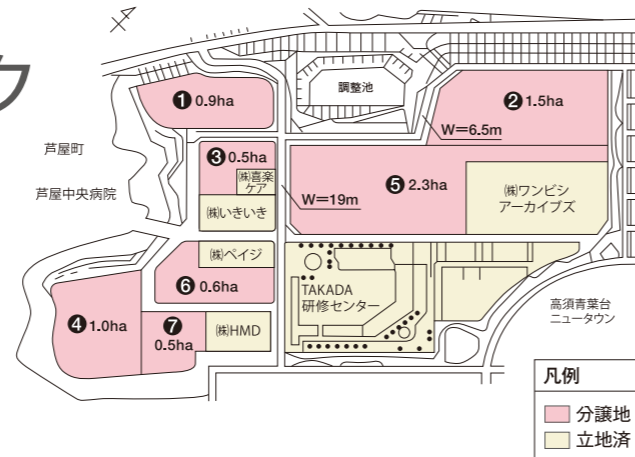 ク
❶ 0.9ha
調整池
❷ 1.5ha
W=6.5m
芦屋町
芦屋中央病院
❸ 0.5ha
㈱喜楽
ケア
㈱いきいき
W=19m
❺ 2.3ha
㈱ワンビシ
アーカイブズ
㈱ペイジ
❻ 0.6ha
TAKADA
研修センター
❹ 1.0ha
❼
0.5ha
㈱HMD
高須青葉台
ニュータウン
凡例
分譲地
立地済